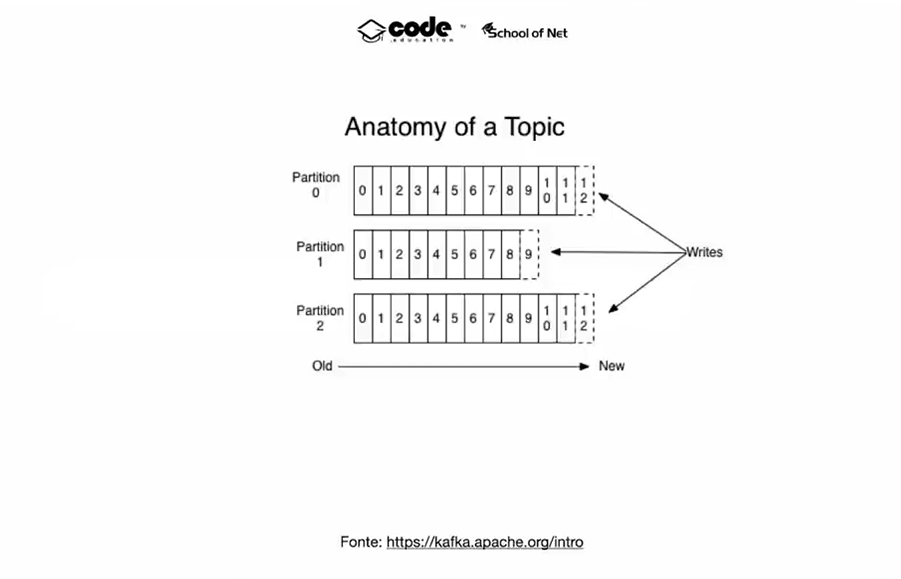 code
.education
School of Net
Anatomy of a Topic
Partition 0
0 1 2 3 4 5 6 7 8 9 10 11 12
Partition 1
0 1 2 3 4 5 6 7 8 9
Writes
Partition 2
0 1 2 3 4 5 6 7 8 9 10 11 12
Old
New
Fonte: https://kafka.apache.org/intro